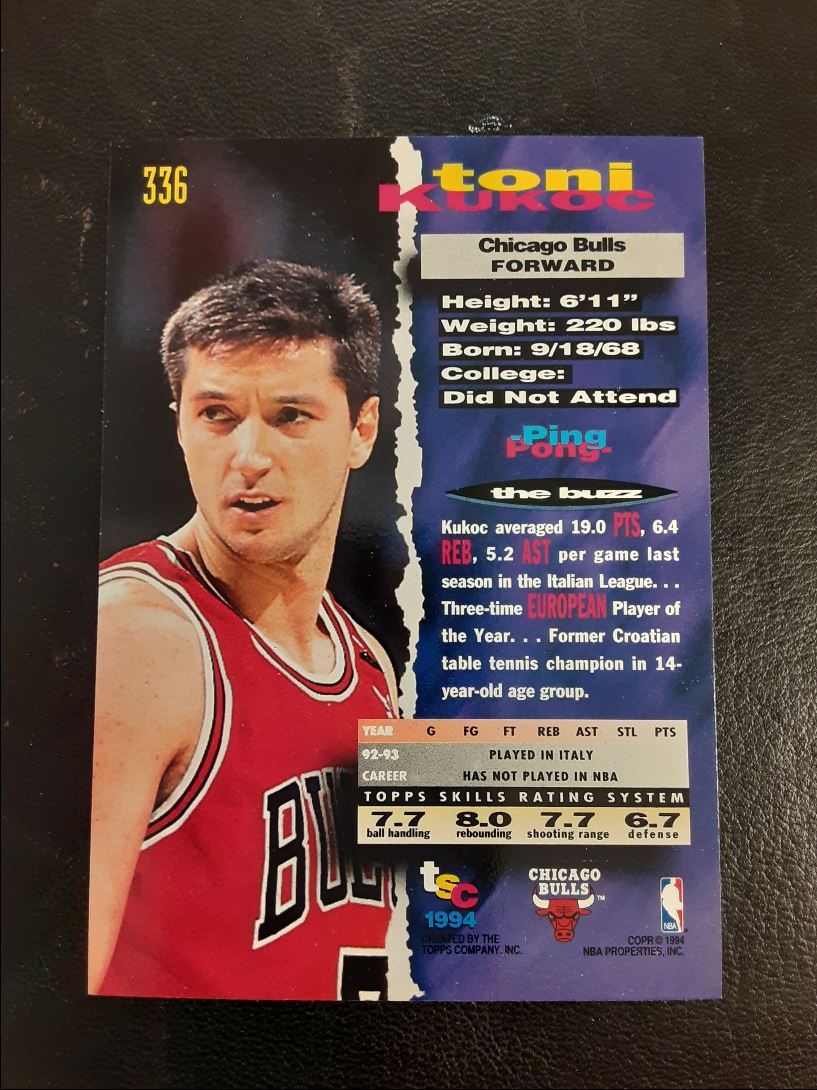 336
toni
KUKOC
Chicago Bulls
FORWARD
Height: 6'11"
Weight: 220 lbs
Born: 9/18/68
College:
Did Not Attend
-Ping
Pong-
the buzz
Kukoc averaged 19.0 PTS, 6.4
REB, 5.2 AST per game last
season in the Italian League. . .
Three-time EUROPEAN Player of
the Year. . . Former Croatian
table tennis champion in 14-
year-old age group.
YEAR G FG FT REB AST STL PTS
92-93 PLAYED IN ITALY
CAREER HAS NOT PLAYED IN NBA
TOPPS SKILLS RATING SYSTEM
7.7 8.0 7.7 6.7
ball handling rebounding shooting range defense
BUL
tsc
1994
CREATED BY THE
TOPPS COMPANY, INC.
CHICAGO
BULLS TM
NBA
COPR © 1994
NBA PROPERTIES, INC.